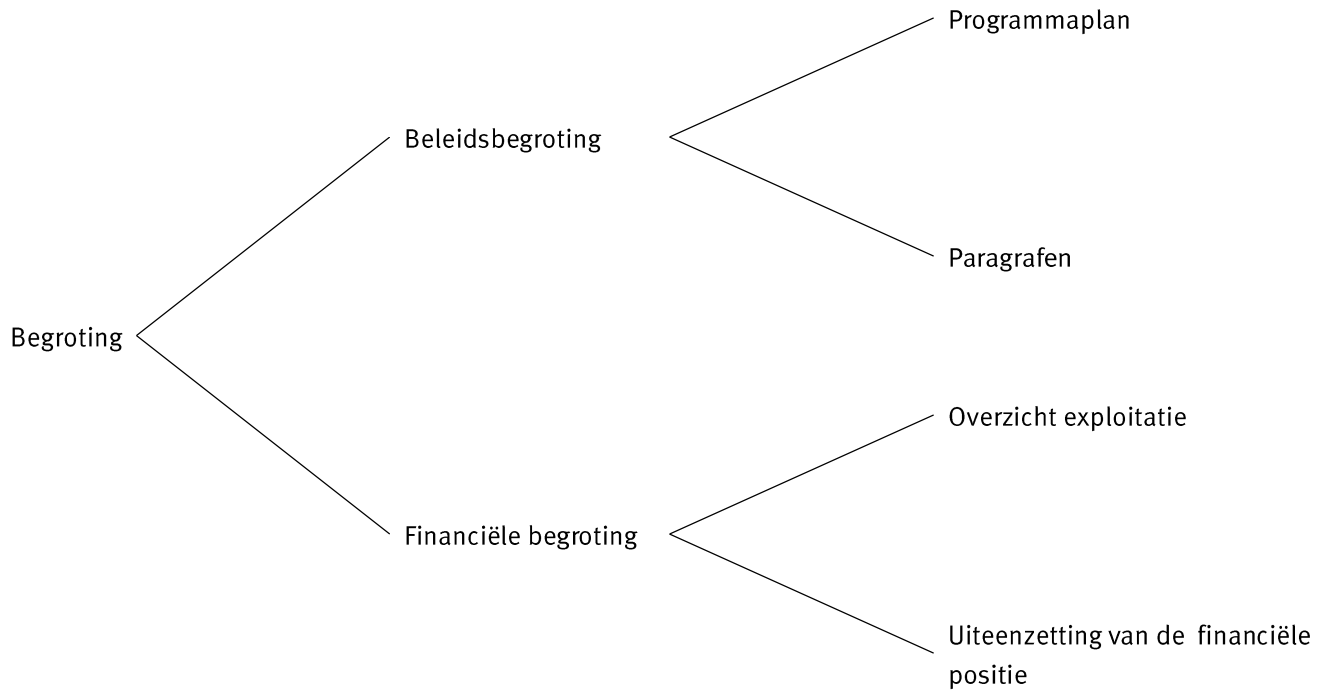 Programmaplan
Beleidsbegroting
Paragrafen
Begroting
Overzicht exploitatie
Financiële begroting
Uiteenzetting van de financiële
positie